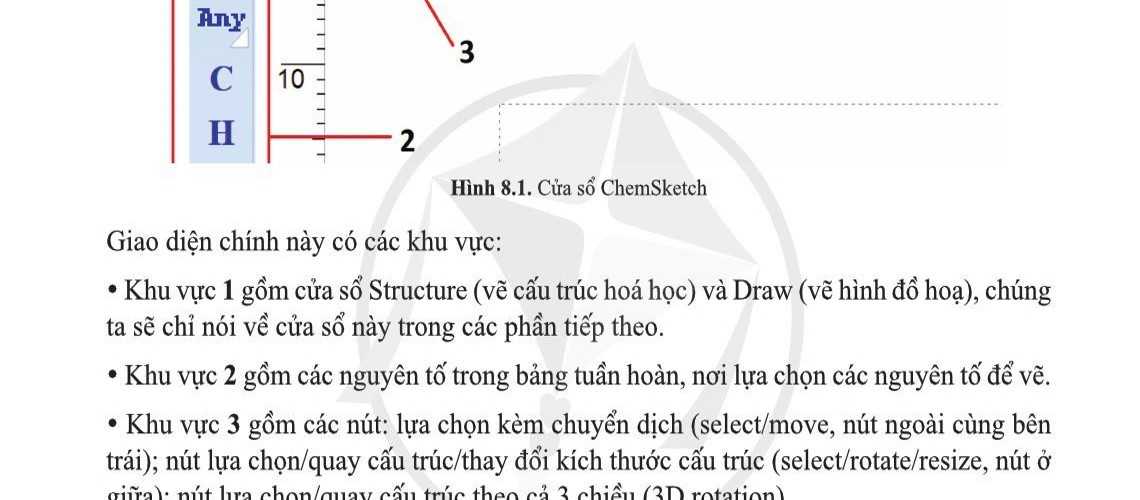 Any
3
C
10
H
2
Hình 8.1. Cửa sổ ChemSketch
Giao diện chính này có các khu vực:
• Khu vực 1 gồm cửa sổ Structure (vẽ cấu trúc hoá học) và Draw (vẽ hình đồ hoạ), chúng
ta sẽ chỉ nói về cửa sổ này trong các phần tiếp theo.
• Khu vực 2 gồm các nguyên tố trong bảng tuần hoàn, nơi lựa chọn các nguyên tố để vẽ.
• Khu vực 3 gồm các nút: lựa chọn kèm chuyển dịch (select/move, nút ngoài cùng bên
trái); nút lựa chọn/quay cấu trúc/thay đổi kích thước cấu trúc (select/rotate/resize, nút ở
giữa); nút lựa chọn/quay cấu trúc theo cả 3 chiều (3D rotation)